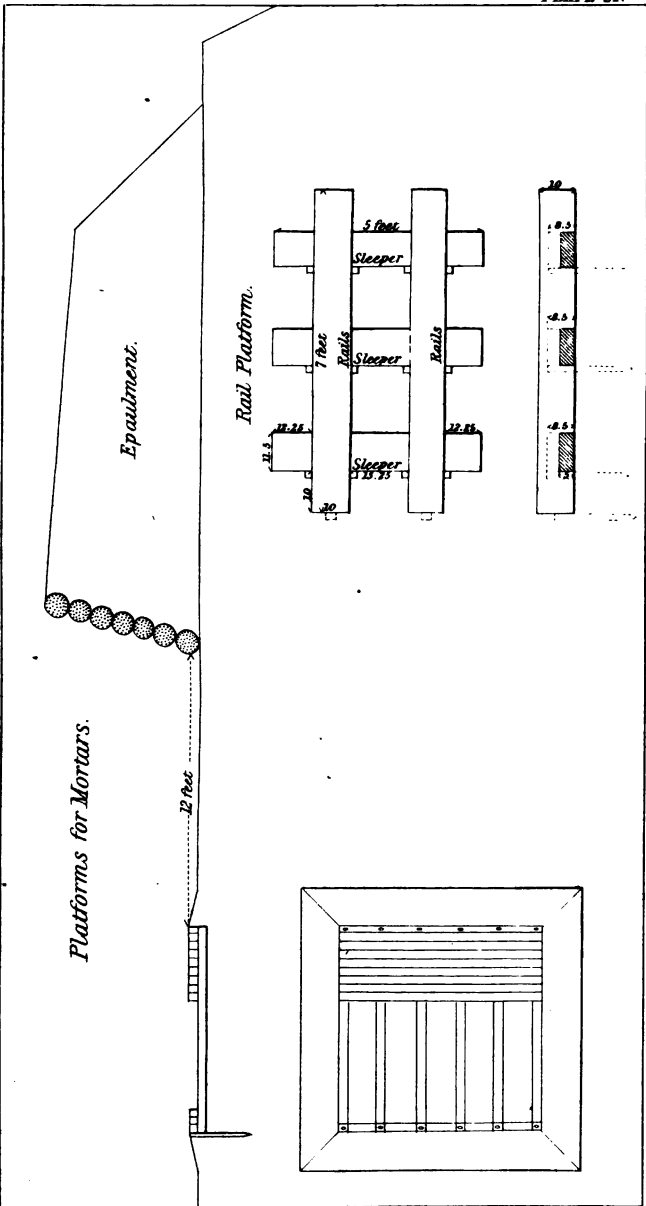 Platforms for Mortars.
Epaulment.
12 feet
Rail Platform.
5 feet
Sleeper
7 feet
Rails
Rails
Sleeper
12.25
12.25
11.5
Sleeper
15.25
10
10
10
8.5
8.5
8.5